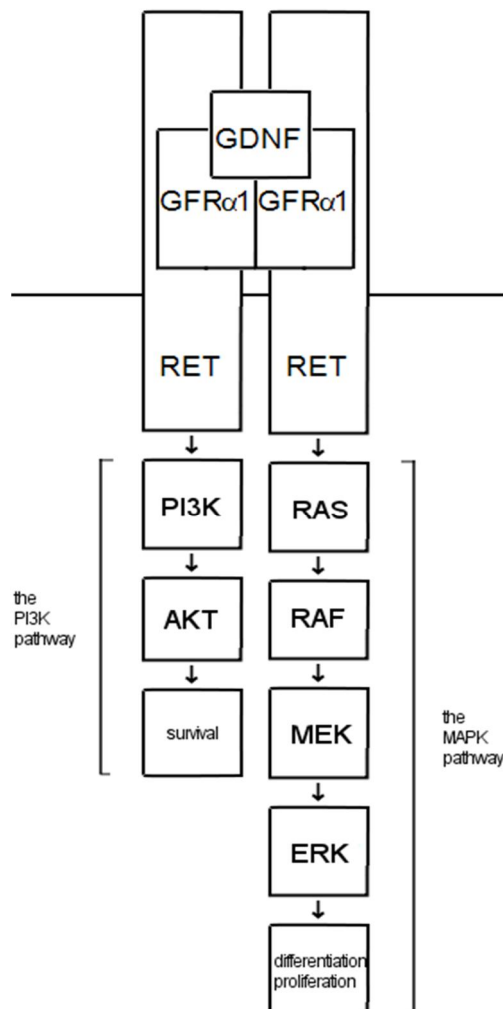 GDNF
GFRα1 GFRα1
RET RET
PI3K RAS
the
PI3K
pathway
AKT RAF
survival MEK
the
MAPK
pathway
ERK
differentiation
proliferation